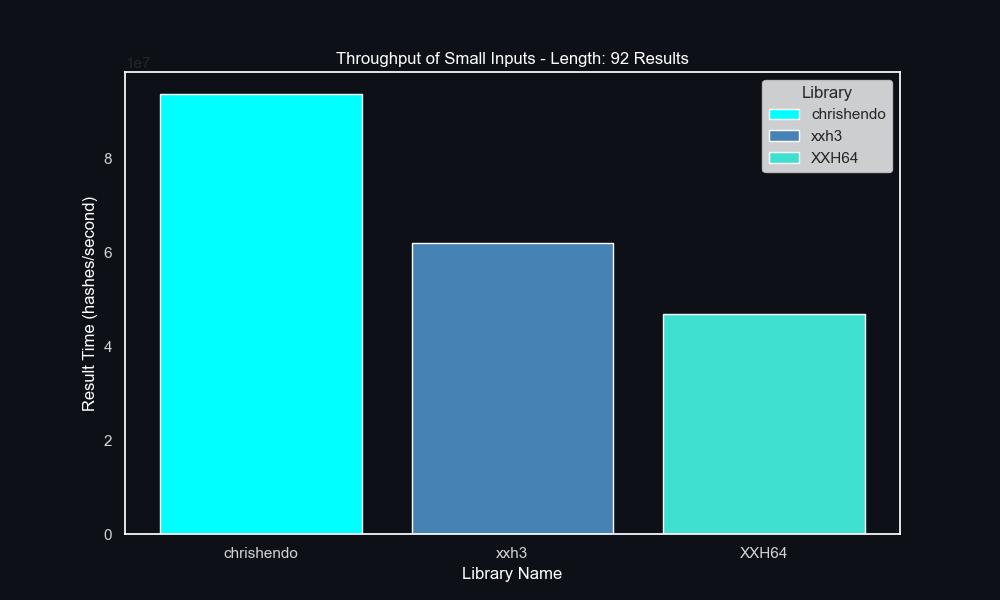 Throughput of Small Inputs - Length: 92 Results
1e7
Library
chrishendo
xxh3
XXH64
Result Time (hashes/second)
8
6
4
2
0
chrishendo
xxh3
XXH64
Library Name